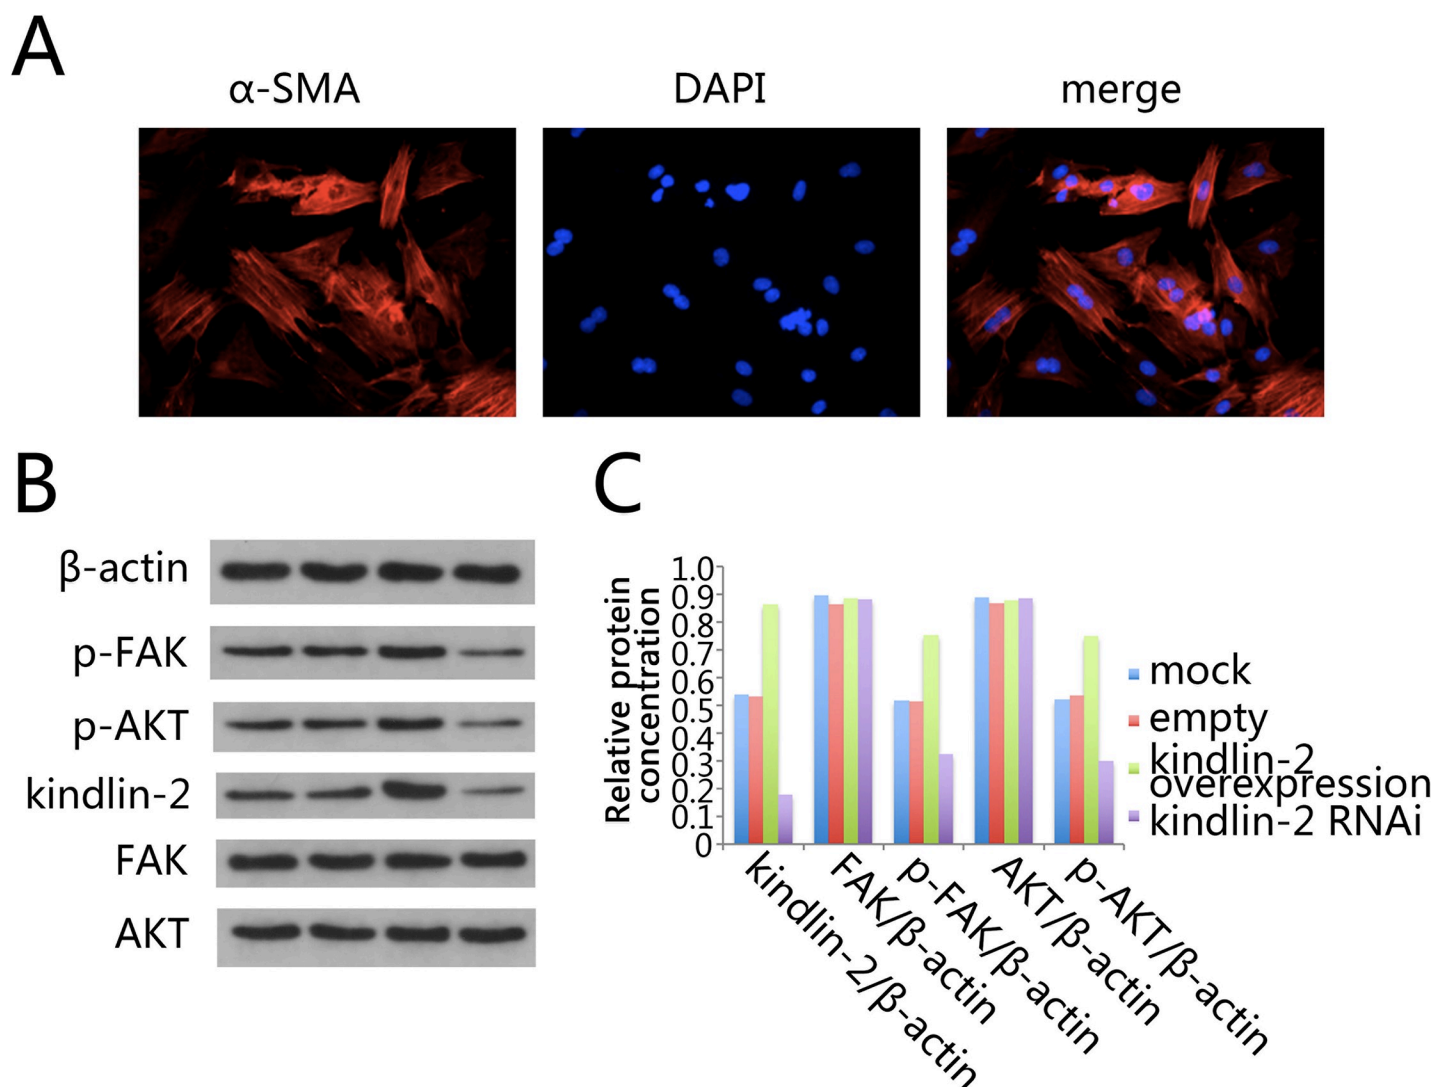 A
α-SMA
DAPI
merge
B
β-actin
p-FAK
p-AKT
kindlin-2
FAK
AKT
C
Relative protein
concentration
1.0
0.9
0.8
0.7
0.6
0.5
0.4
0.3
0.2
0.1
0
kindlin-2/β-actin
FAK/β-actin
p-FAK/β-actin
AKT/β-actin
p-AKT/β-actin
mock
empty
kindlin-2
overexpression
kindlin-2 RNAi